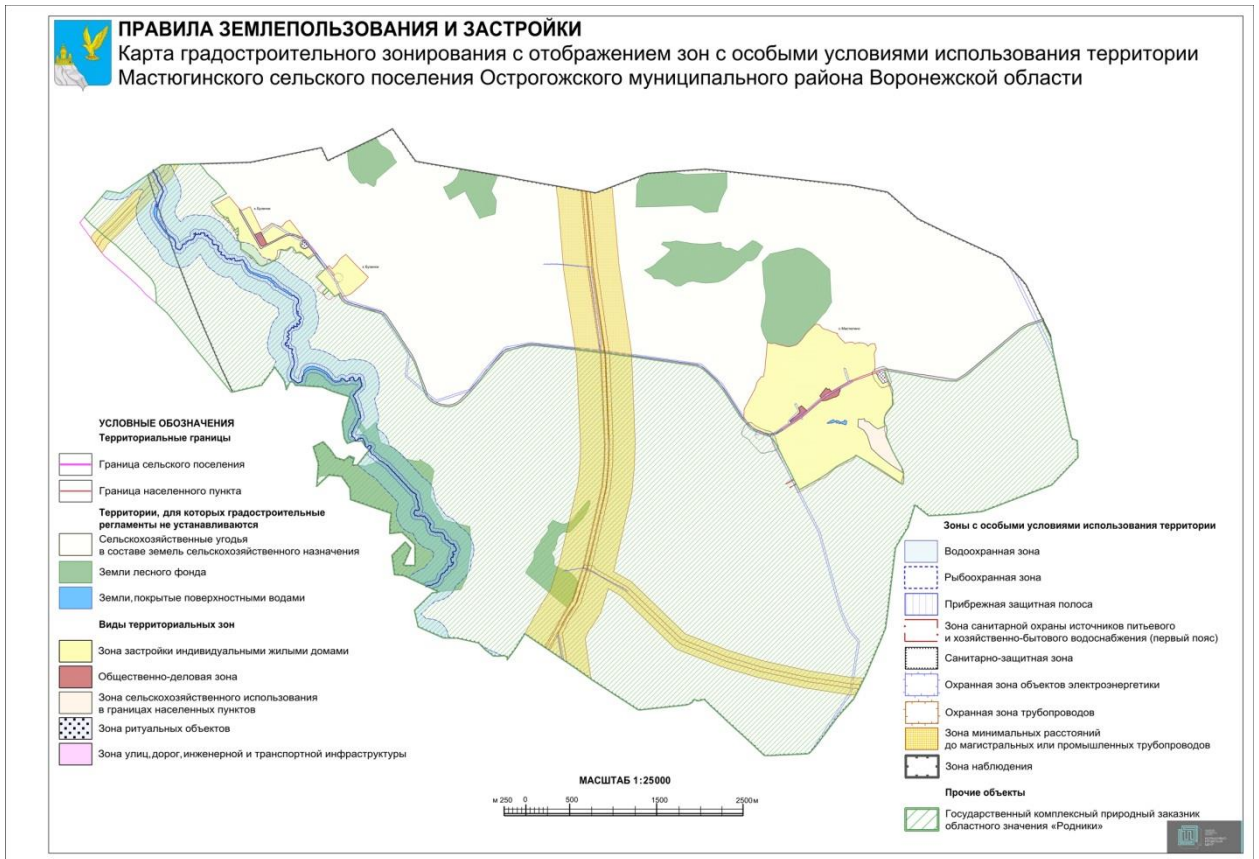 ПРАВИЛА ЗЕМЛЕПОЛЬЗОВАНИЯ И ЗАСТРОЙКИ
Карта градостроительного зонирования с отображением зон с особыми условиями использования территории
Мастюгинского сельского поселения Острогожского муниципального района Воронежской области
УСЛОВНЫЕ ОБОЗНАЧЕНИЯ
Территориальные границы
Граница сельского поселения
Граница населенного пункта
Территории, для которых градостроительные
регламенты не устанавливаются
Сельскохозяйственные угодья
в составе земель сельскохозяйственного назначения
Земли лесного фонда
Земли,покрытые поверхностными водами
Виды территориальных зон
Зона застройки индивидуальными жилыми домами
Общественно-деловая зона
Зона сельскохозяйственного использования
в границах населенных пунктов
Зона ритуальных объектов
Зона улиц,дорог,инженерной и транспортной инфраструктуры
МАСШТАБ 1:25000
м 250 0 500 1500 2500м
Зоны с особыми условиями использования территории
Водоохранная зона
Рыбоохранная зона
Прибрежная защитная полоса
Зона санитарной охраны источников питьевого
и хозяйственно-бытового водоснабжения (первый пояс)
Санитарно-защитная зона
Охранная зона объектов электроэнергетики
Охранная зона трубопроводов
Зона минимальных расстояний
до магистральных или промышленных трубопроводов
Зона наблюдения
Прочие объекты
Государственный комплексный природный заказник
областного значения «Родники»